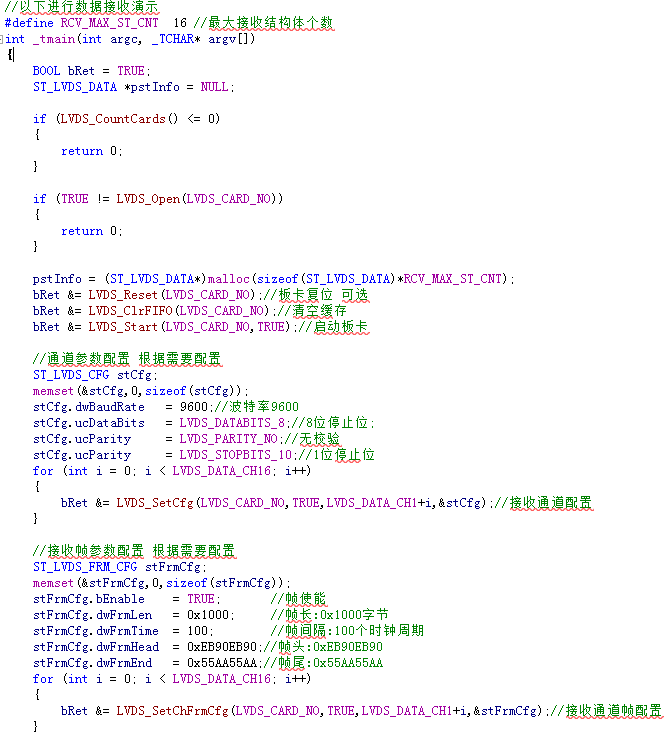 //以下进行数据接收演示
#define RCV_MAX_ST_CNT  16 //最大接收结构体个数
int _tmain(int argc, _TCHAR* argv[])
{
    BOOL bRet = TRUE;
    ST_LVDS_DATA *pstInfo = NULL;

    if (LVDS_CountCards() <= 0)
    {
        return 0;
    }

    if (TRUE != LVDS_Open(LVDS_CARD_NO))
    {
        return 0;
    }

    pstInfo = (ST_LVDS_DATA*)malloc(sizeof(ST_LVDS_DATA)*RCV_MAX_ST_CNT);
    bRet &= LVDS_Reset(LVDS_CARD_NO);//板卡复位 可选
    bRet &= LVDS_ClrFIFO(LVDS_CARD_NO);//清空缓存
    bRet &= LVDS_Start(LVDS_CARD_NO,TRUE);//启动板卡

    //通道参数配置 根据需要配置
    ST_LVDS_CFG stCfg;
    memset(&stCfg,0,sizeof(stCfg));
    stCfg.dwBaudRate   = 9600;//波特率9600
    stCfg.ucDataBits   = LVDS_DATABITS_8;//8位停止位;
    stCfg.ucParity     = LVDS_PARITY_NO;//无校验
    stCfg.ucParity     = LVDS_STOPBITS_10;//1位停止位
    for (int i = 0; i < LVDS_DATA_CH16; i++)
    {
        bRet &= LVDS_SetCfg(LVDS_CARD_NO,TRUE,LVDS_DATA_CH1+i,&stCfg);//接收通道配置
    }

    //接收帧参数配置 根据需要配置
    ST_LVDS_FRM_CFG stFrmCfg;
    memset(&stFrmCfg,0,sizeof(stFrmCfg));
    stFrmCfg.bEnable    = TRUE;       //帧使能
    stFrmCfg.dwFrmLen   = 0x1000;     //帧长:0x1000字节
    stFrmCfg.dwFrmTime  = 100;        //帧间隔:100个时钟周期
    stFrmCfg.dwFrmHead  = 0xEB90EB90;//帧头:0xEB90EB90
    stFrmCfg.dwFrmEnd   = 0x55AA55AA;//帧尾:0x55AA55AA
    for (int i = 0; i < LVDS_DATA_CH16; i++)
    {
        bRet &= LVDS_SetChFrmCfg(LVDS_CARD_NO,TRUE,LVDS_DATA_CH1+i,&stFrmCfg);//接收通道帧配置
    }